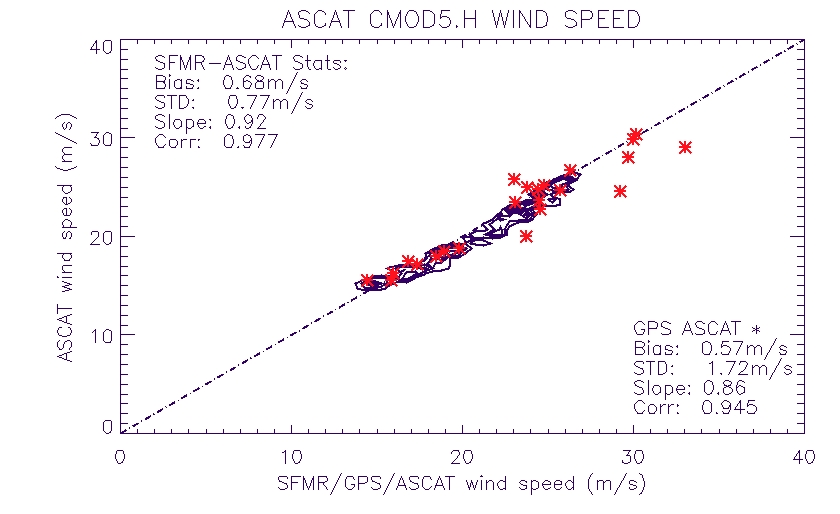 ASCAT CMOD5.H WIND SPEED
SFMR-ASCAT Stats:
Bias: 0.68m/s
STD: 0.77m/s
Slope: 0.92
Corr: 0.977
40
30
20
10
0
ASCAT wind speed (m/s)
GPS ASCAT *
Bias: 0.57m/s
STD: 1.72m/s
Slope: 0.86
Corr: 0.945
0 10 20 30 40
SFMR/GPS/ASCAT wind speed (m/s)